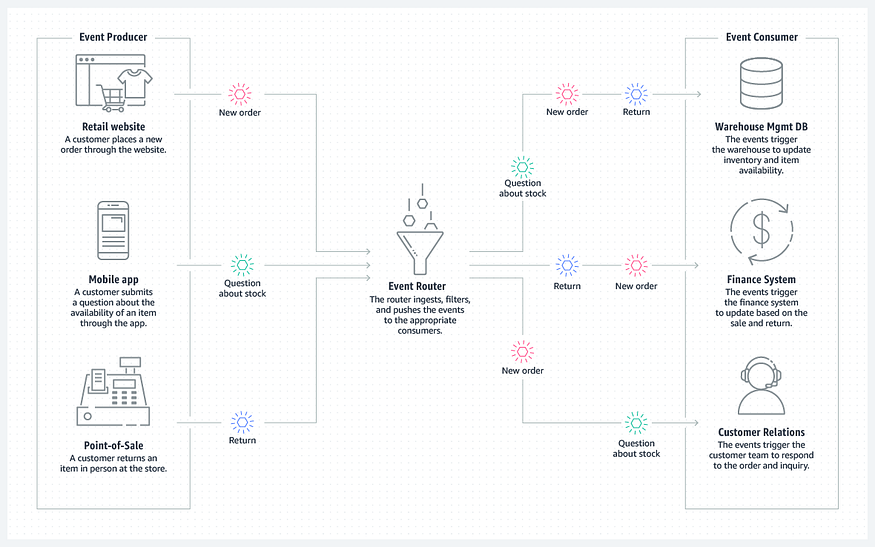 Event Producer
Retail website
A customer places a new
order through the website.
Mobile app
A customer submits
a question about the
availability of an item
through the app.
Point-of-Sale
A customer returns an
item in person at the store.
New order
Question
about stock
Return
Event Router
The router ingests, filters,
and pushes the events
to the appropriate
consumers.
New order
Return
Question
about stock
Return
New order
New order
Question
about stock
Event Consumer
Warehouse Mgmt DB
The events trigger
the warehouse to update
inventory and item
availability.
Finance System
The events trigger
the finance system
to update based on the
sale and return.
Customer Relations
The events trigger the
customer team to respond
to the order and inquiry.